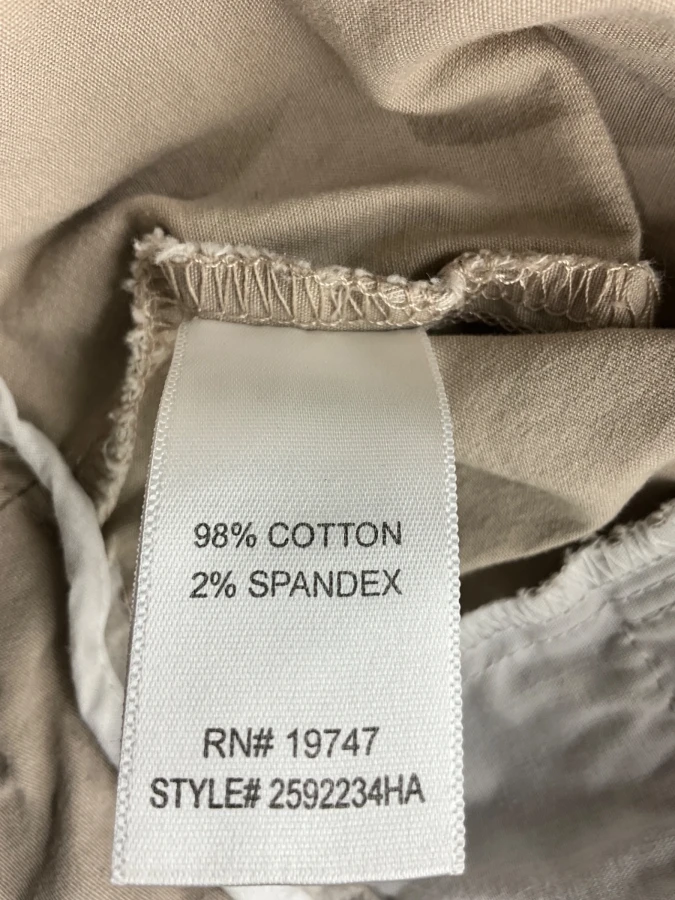 98% COTTON
2% SPANDEX
RN# 19747
STYLE# 2592234HA